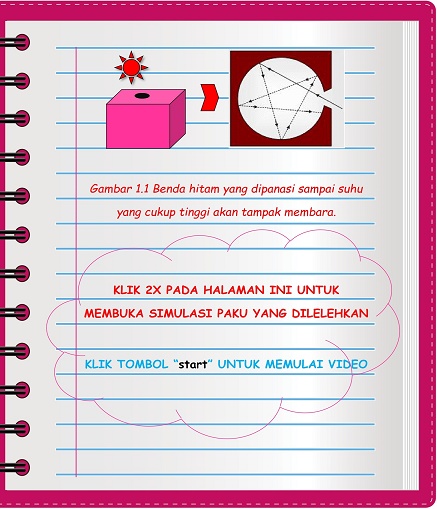 Gambar 1.1 Benda hitam yang dipanasi sampai suhu
yang cukup tinggi akan tampak membara.
KLIK 2X PADA HALAMAN INI UNTUK
MEMBUKA SIMULASI PAKU YANG DILELEHKAN
KLIK TOMBOL “start” UNTUK MEMULAI VIDEO